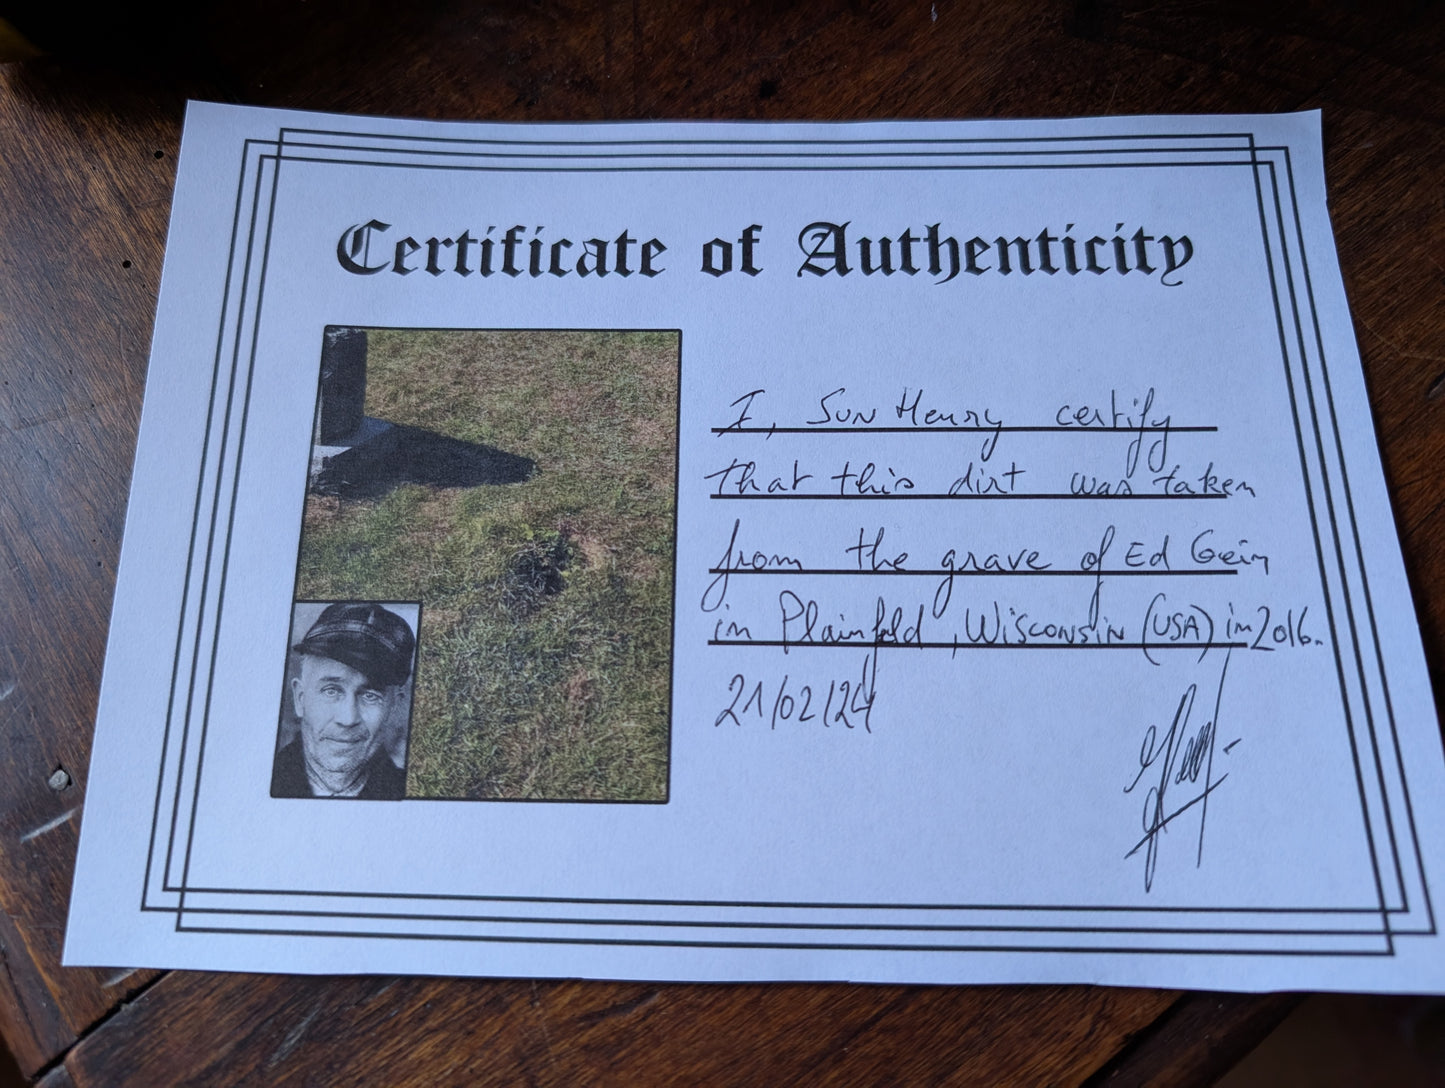 Certificate of Authenticity
I, Sun Henry certify
that this dirt was taken
from the grave of Ed Gein
in Plainfeld, Wisconsin (USA) in 2016.
21/02/24